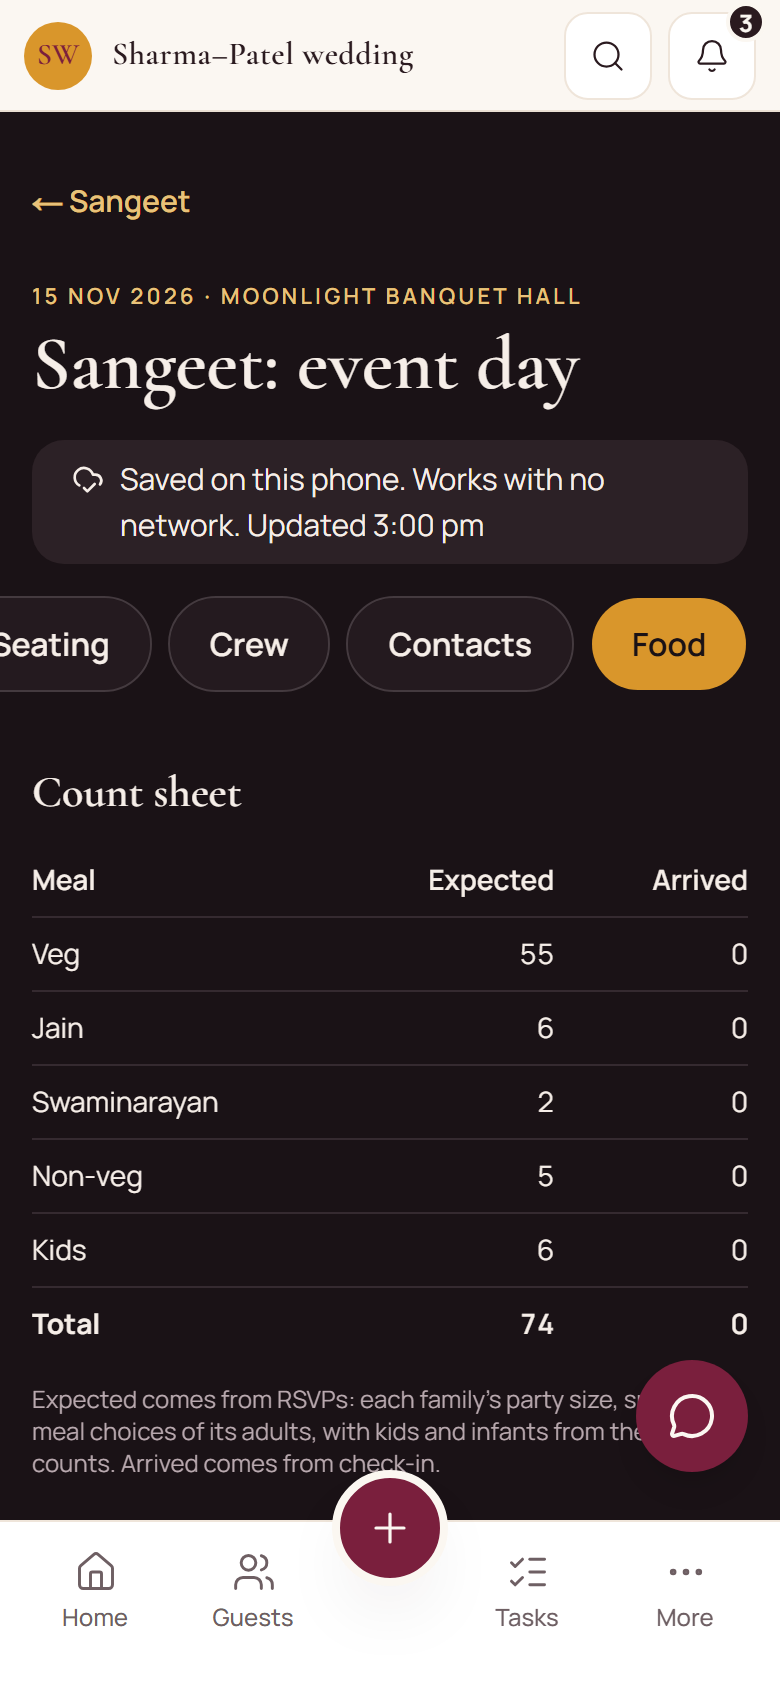 SW
Sharma–Patel wedding
3
← Sangeet
15 NOV 2026 · MOONLIGHT BANQUET HALL
Sangeet: event day
Saved on this phone. Works with no
network. Updated 3:00 pm
Seating Crew Contacts Food
Count sheet
Meal Expected Arrived
Veg 55 0
Jain 6 0
Swaminarayan 2 0
Non-veg 5 0
Kids 6 0
Total 74 0
Expected comes from RSVPs: each family's party size,
meal choices of its adults, with kids and infants from the
counts. Arrived comes from check-in.
Home Guests Tasks More